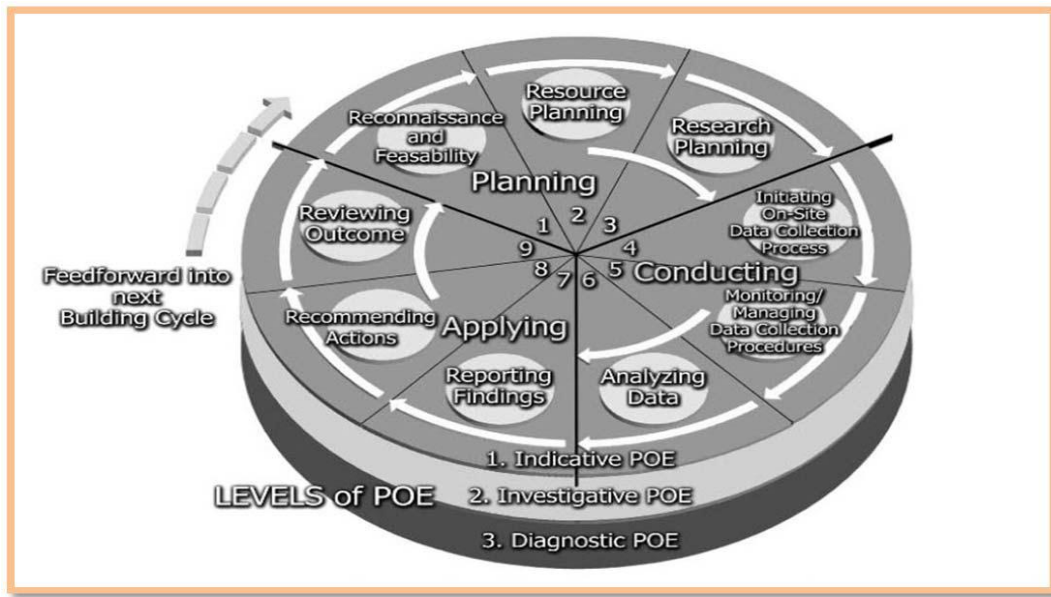 Reconnaissance
and
Feasability
Resource
Planning
Research
Planning
Planning
Initiating
On-Site
Data Collection
Process
Conducting
Monitoring/
Managing
Data Collection
Procedures
Analyzing
Data
Reporting
Findings
Applying
Recommending
Actions
Reviewing
Outcome
1
2
3
4
5
6
7
8
9
Feedforward into
next
Building Cycle
LEVELS of POE
1. Indicative POE
2. Investigative POE
3. Diagnostic POE